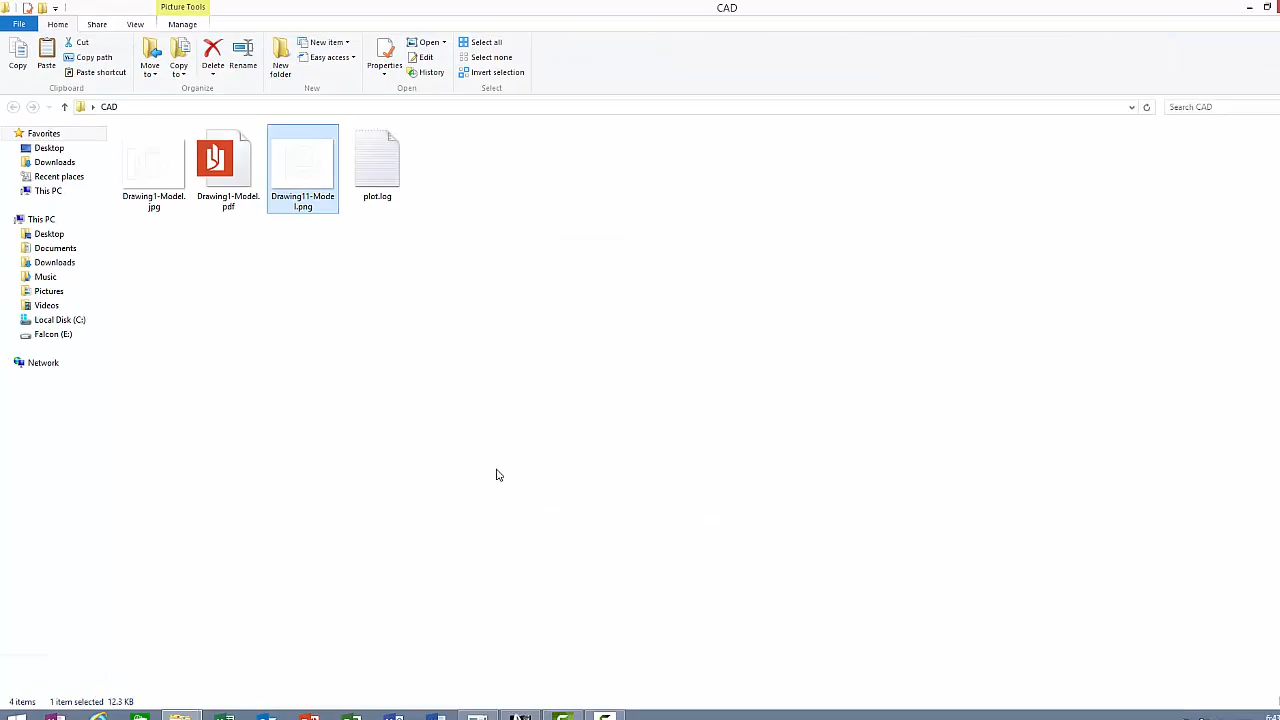 Picture Tools
CAD
File
Home
Share
View
Manage
Copy
Paste
Cut
Copy path
Paste shortcut
Clipboard
Move to
Copy to
Delete
Rename
Organize
New folder
New item
Easy access
New
Properties
Open
Edit
History
Open
Select all
Select none
Invert selection
Select
CAD
Search CAD
Favorites
Desktop
Downloads
Recent places
This PC
This PC
Desktop
Documents
Downloads
Music
Pictures
Videos
Local Disk (C:)
Falcon (E:)
Network
Drawing1-Model.
jpg
Drawing1-Model.
pdf
Drawing11-Mode
l.png
plot.log
4 items
1 item selected 12.3 KB